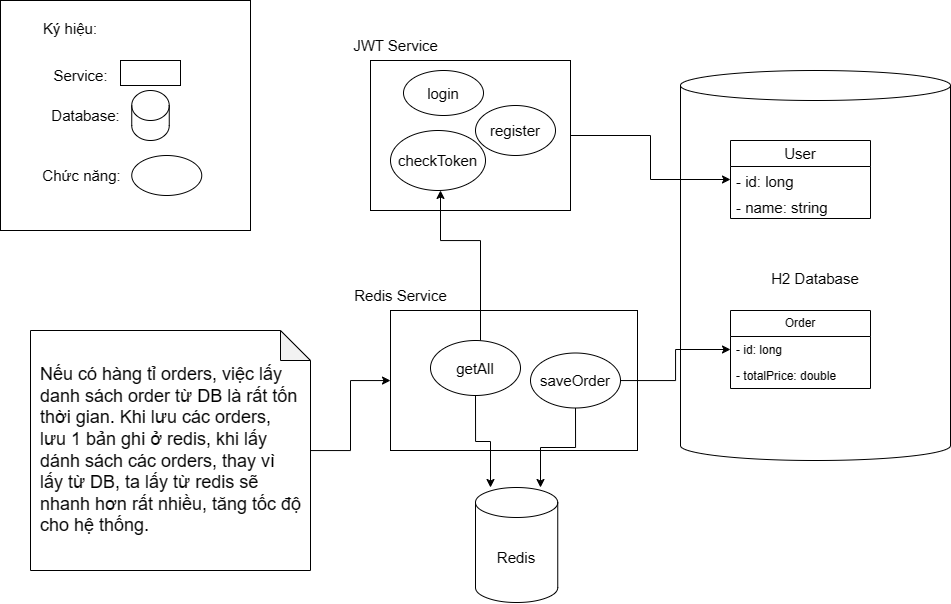 Ký hiệu:
Service:
Database:
Chức năng:
JWT Service
login
register
checkToken
User
- id: long
- name: string
H2 Database
Order
- id: long
- totalPrice: double
Redis Service
getAll
saveOrder
Nếu có hàng tỉ orders, việc lấy
danh sách order từ DB là rất tốn
thời gian. Khi lưu các orders,
lưu 1 bản ghi ở redis, khi lấy
dánh sách các orders, thay vì
lấy từ DB, ta lấy từ redis sẽ
nhanh hơn rất nhiều, tăng tốc độ
cho hệ thống.
Redis